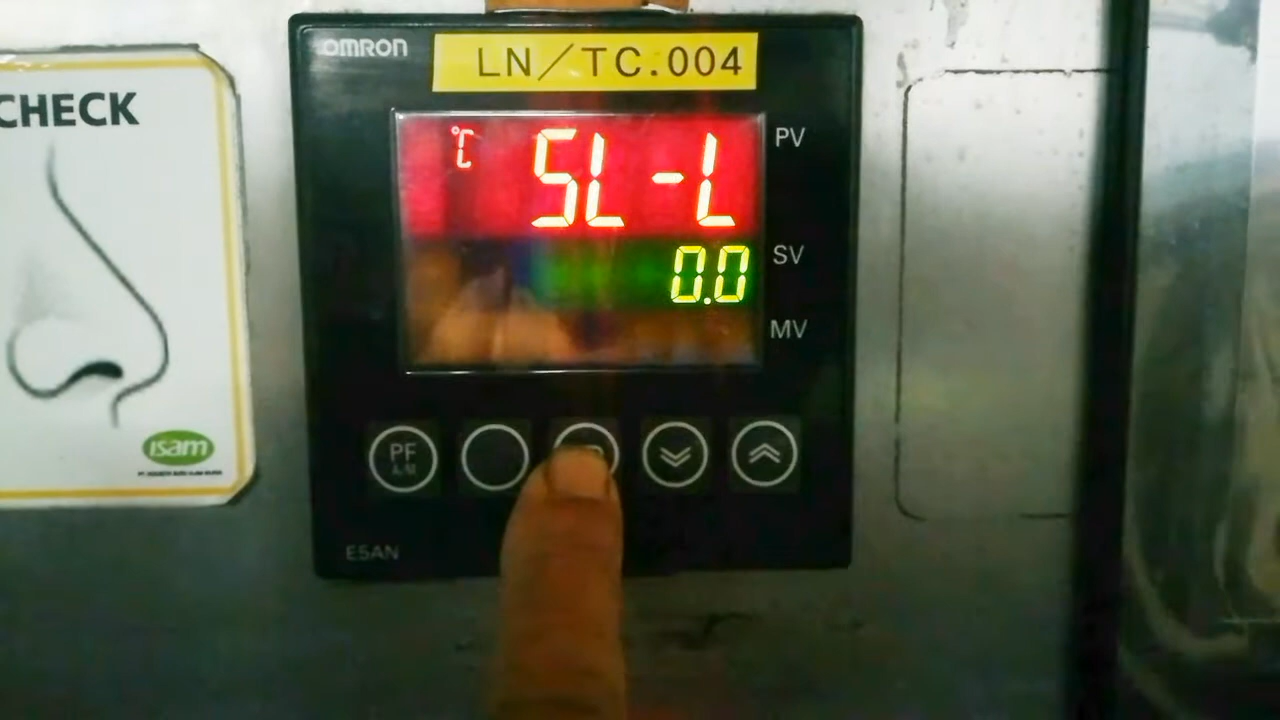 CHECK
isam
OMRON
LN/TC.004
°C SL-L PV
0.0 SV
MV
PF
A/M
E5AN